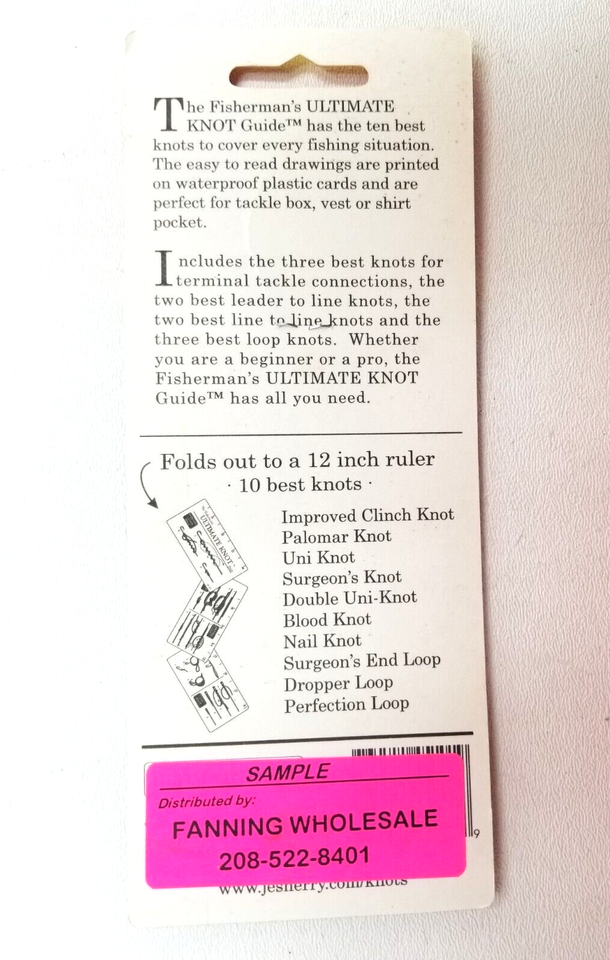 The Fisherman's ULTIMATE
KNOT Guide™ has the ten best
knots to cover every fishing situation.
The easy to read drawings are printed
on waterproof plastic cards and are
perfect for tackle box, vest or shirt
pocket.
Includes the three best knots for
terminal tackle connections, the
two best leader to line knots, the
two best line to line knots and the
three best loop knots. Whether
you are a beginner or a pro, the
Fisherman's ULTIMATE KNOT
Guide™ has all you need.
Folds out to a 12 inch ruler
· 10 best knots ·
ULTIMATE KNOT
Improved Clinch Knot
Palomar Knot
Uni Knot
Surgeon's Knot
Double Uni-Knot
Blood Knot
Nail Knot
Surgeon's End Loop
Dropper Loop
Perfection Loop
SAMPLE
Distributed by:
FANNING WHOLESALE
208-522-8401
9